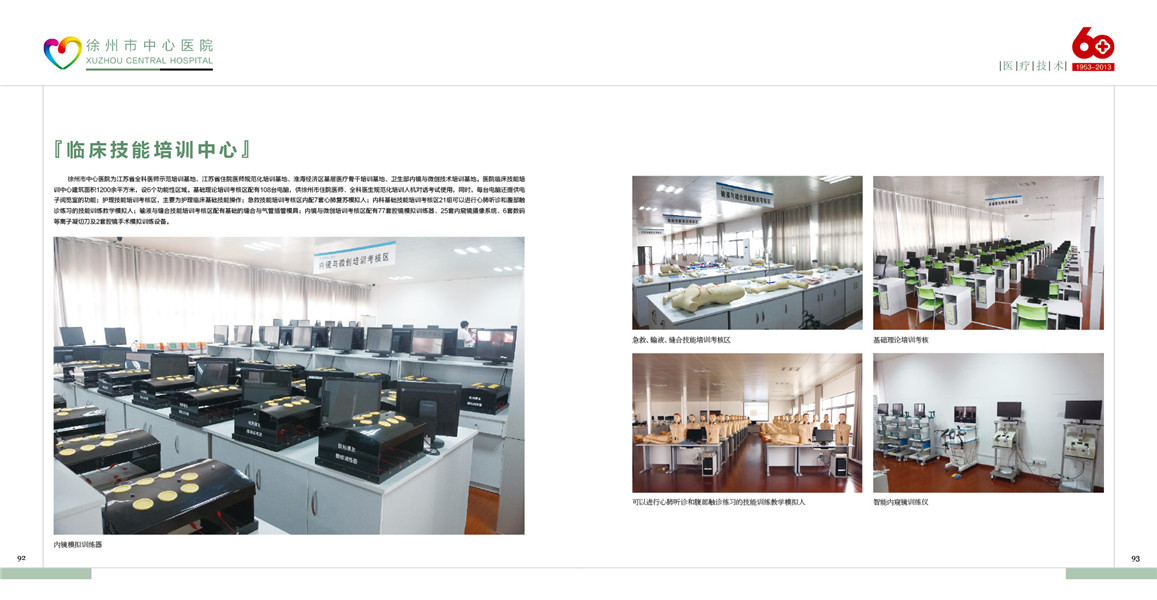 徐州市中心医院
XUZHOU CENTRAL HOSPITAL
医疗技术
60
1953-2013
『临床技能培训中心』
徐州市中心医院为江苏省全科医师示范培训基地、江苏省住院医师规范化培训基地、淮海经济区基层医疗骨干培训基地、卫生部内镜与微创技术培训基地。医院临床技能培
训中心建筑面积1200余平方米，设6个功能性区域。基础理论培训考核区配有108台电脑，供徐州市住院医师、全科医生规范化培训人机对话考试使用，同时，每台电脑还提供电
子阅览室的功能；护理技能培训考核区，主要为护理临床基础技能操作；急救技能培训考核区内配7套心肺复苏模拟人；内科基础技能培训考核区21组可以进行心肺听诊和腹部触
诊练习的技能训练教学模拟人；输液与缝合技能培训考核区配有基础的缝合与气管插管模具；内镜与微创培训考核区配有77套腔镜模拟训练器、25套内窥镜摄像系统、6套数码
等离子凝切刀及2套腔镜手术模拟训练设备。
内镜与微创培训考核区
内镜模拟训练器
急救、输液、缝合技能培训考核区
基础理论培训考核
可以进行心肺听诊和腹部触诊练习的技能训练教学模拟人
智能内窥镜训练仪
92
93